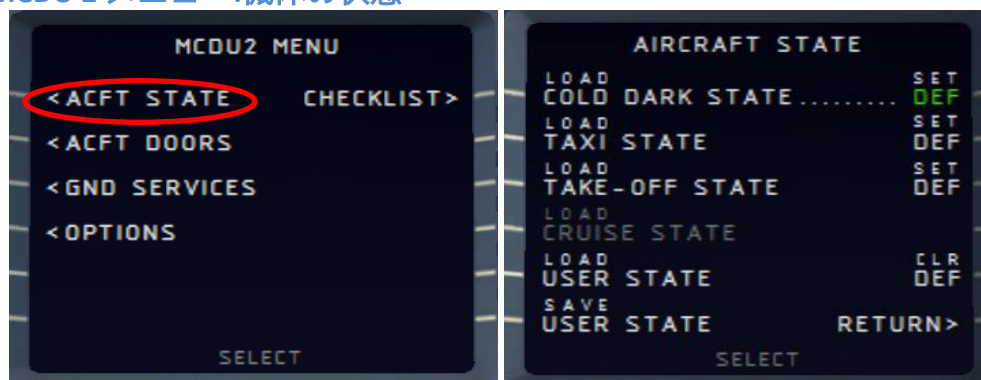 MCDU2 MENU
<ACFT STATE CHECKLIST>
<ACFT DOORS
<GND SERVICES
<OPTIONS
SELECT
AIRCRAFT STATE
LOAD SET
COLD DARK STATE......... DEF
LOAD SET
TAXI STATE DEF
LOAD SET
TAKE-OFF STATE DEF
LOAD
CRUISE STATE
LOAD CLR
USER STATE DEF
SAVE
USER STATE RETURN>
SELECT